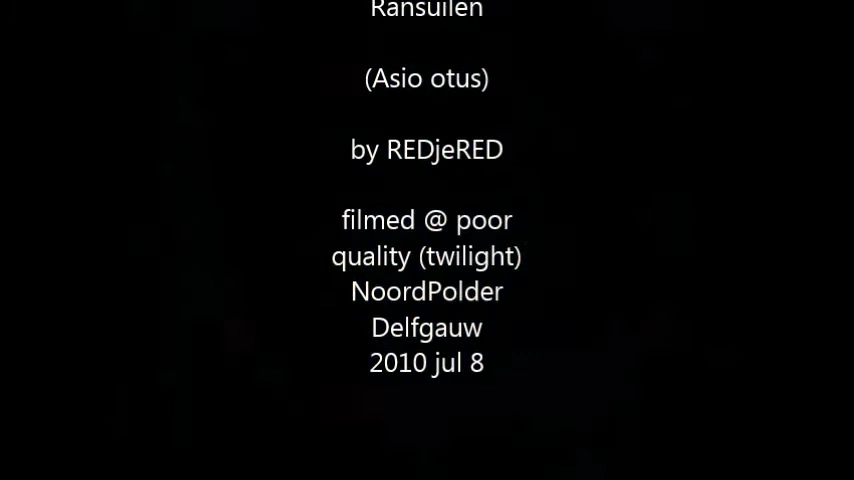 Ransuilen
(Asio otus)
by REDjeRED
filmed @ poor
quality (twilight)
NoordPolder
Delfgauw
2010 jul 8